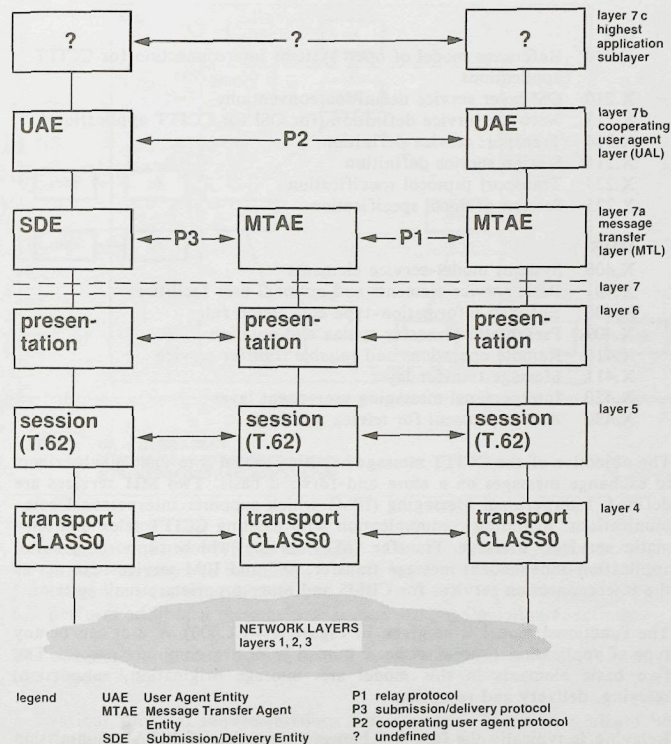 ?
?
?
layer 7 c
highest
application
sublayer
UAE
P2
UAE
layer 7b
cooperating
user agent
layer (UAL)
SDE
P3
MTAE
P1
MTAE
layer 7a
message
transfer
layer (MTL)
layer 7
presen-
tation
presen-
tation
presen-
tation
layer 6
session
(T.62)
session
(T.62)
session
(T.62)
layer 5
transport
CLASS0
transport
CLASS0
transport
CLASS0
layer 4
NETWORK LAYERS
layers 1, 2, 3
legend
UAE User Agent Entity
MTAE Message Transfer Agent
Entity
SDE Submission/Delivery Entity
P1 relay protocol
P3 submission/delivery protocol
P2 cooperating user agent protocol
? undefined